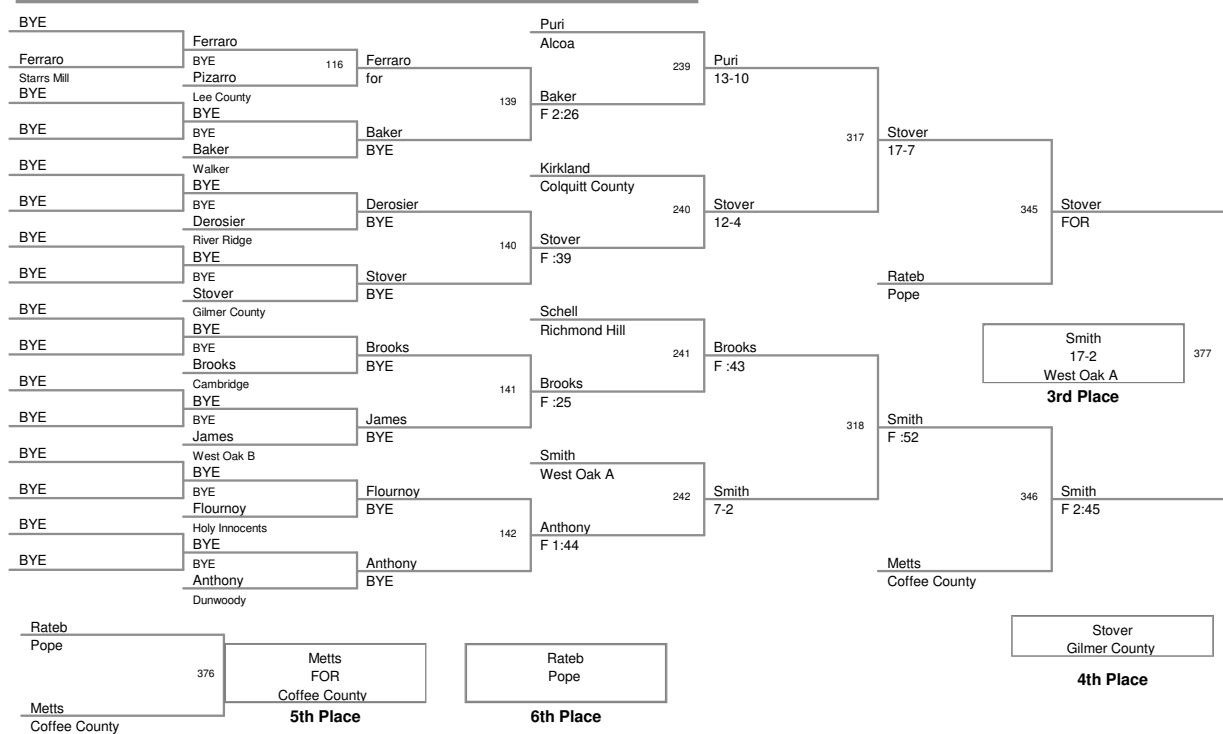 BYE
Ferraro
Starrs Mill
BYE
BYE
BYE
BYE
BYE
BYE
BYE
BYE
BYE
BYE
BYE
BYE
BYE
BYE
Ferraro
BYE
116
Pizarro
Lee County
BYE
BYE
Baker
Walker
BYE
BYE
Derosier
River Ridge
BYE
BYE
Stover
Gilmer County
BYE
BYE
Brooks
Cambridge
BYE
BYE
James
West Oak B
BYE
BYE
Flournoy
Holy Innocents
BYE
BYE
Anthony
Dunwoody
Ferraro
for
139
Baker
BYE
Derosier
BYE
140
Stover
BYE
Brooks
BYE
141
James
BYE
Flournoy
BYE
142
Anthony
BYE
Puri
Alcoa
239
Baker
F 2:26
Kirkland
Colquitt County
240
Stover
F :39
Schell
Richmond Hill
241
Brooks
F :25
Smith
West Oak A
242
Anthony
F 1:44
Puri
13-10
317
Stover
12-4
Brooks
F :43
318
Smith
7-2
Stover
17-7
345
Rateb
Pope
Smith
F :52
346
Metts
Coffee County
Stover
FOR
Smith
17-2
West Oak A
377
3rd Place
Smith
F 2:45
Stover
Gilmer County
4th Place
Rateb
Pope
376
Metts
Coffee County
Metts
FOR
Coffee County
5th Place
Rateb
Pope
6th Place